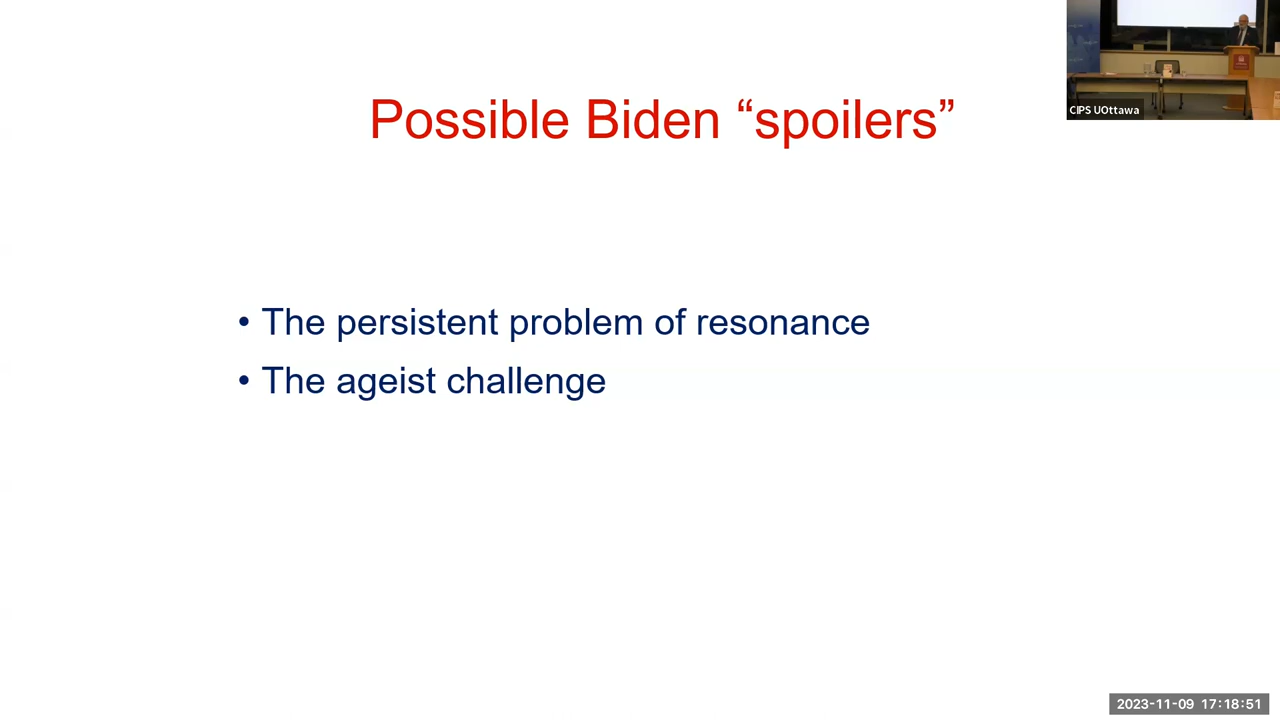 Possible Biden “spoilers”
• The persistent problem of resonance
• The ageist challenge
CIPS UOttawa
2023-11-09 17:18:51